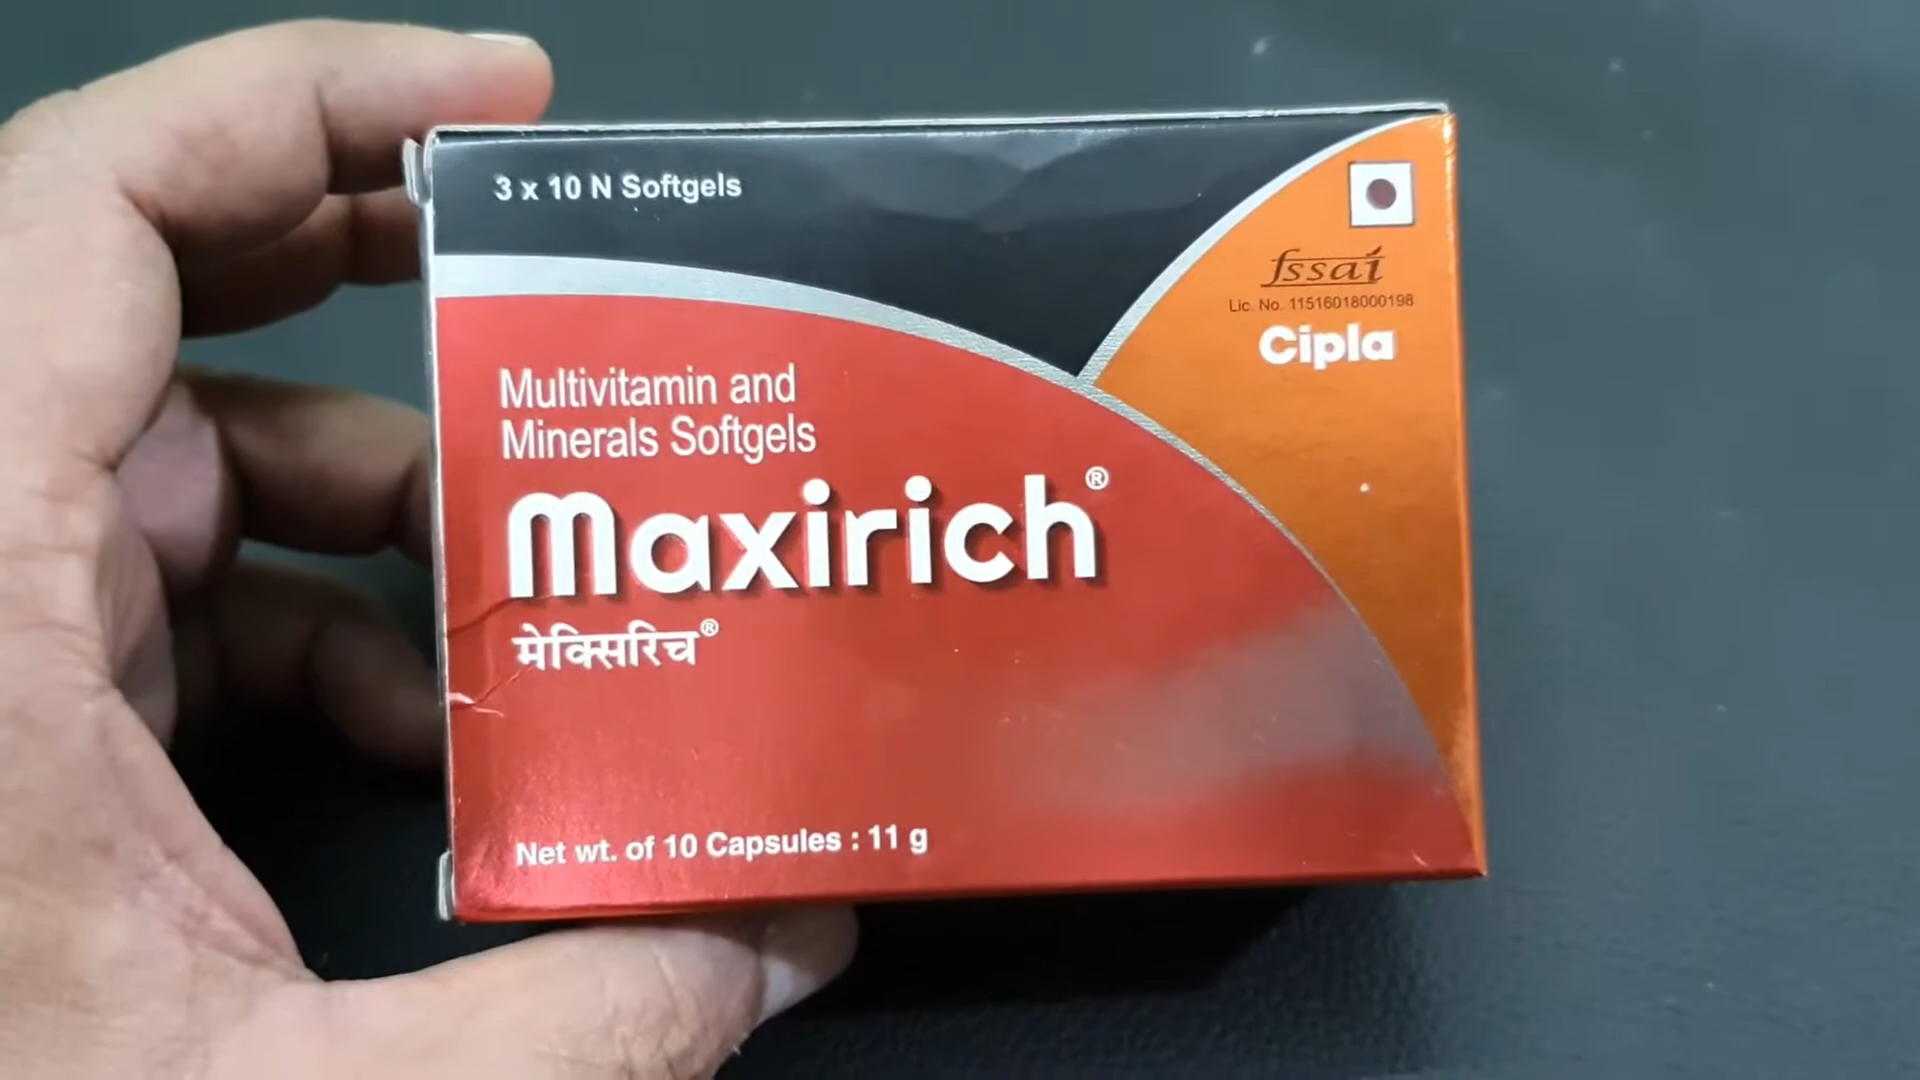 3 x 10 N Softgels
fssai
Lic. No. 11516018000198
Cipla
Multivitamin and
Minerals Softgels
Maxirich®
मेक्सिरिच®
Net wt. of 10 Capsules : 11 g